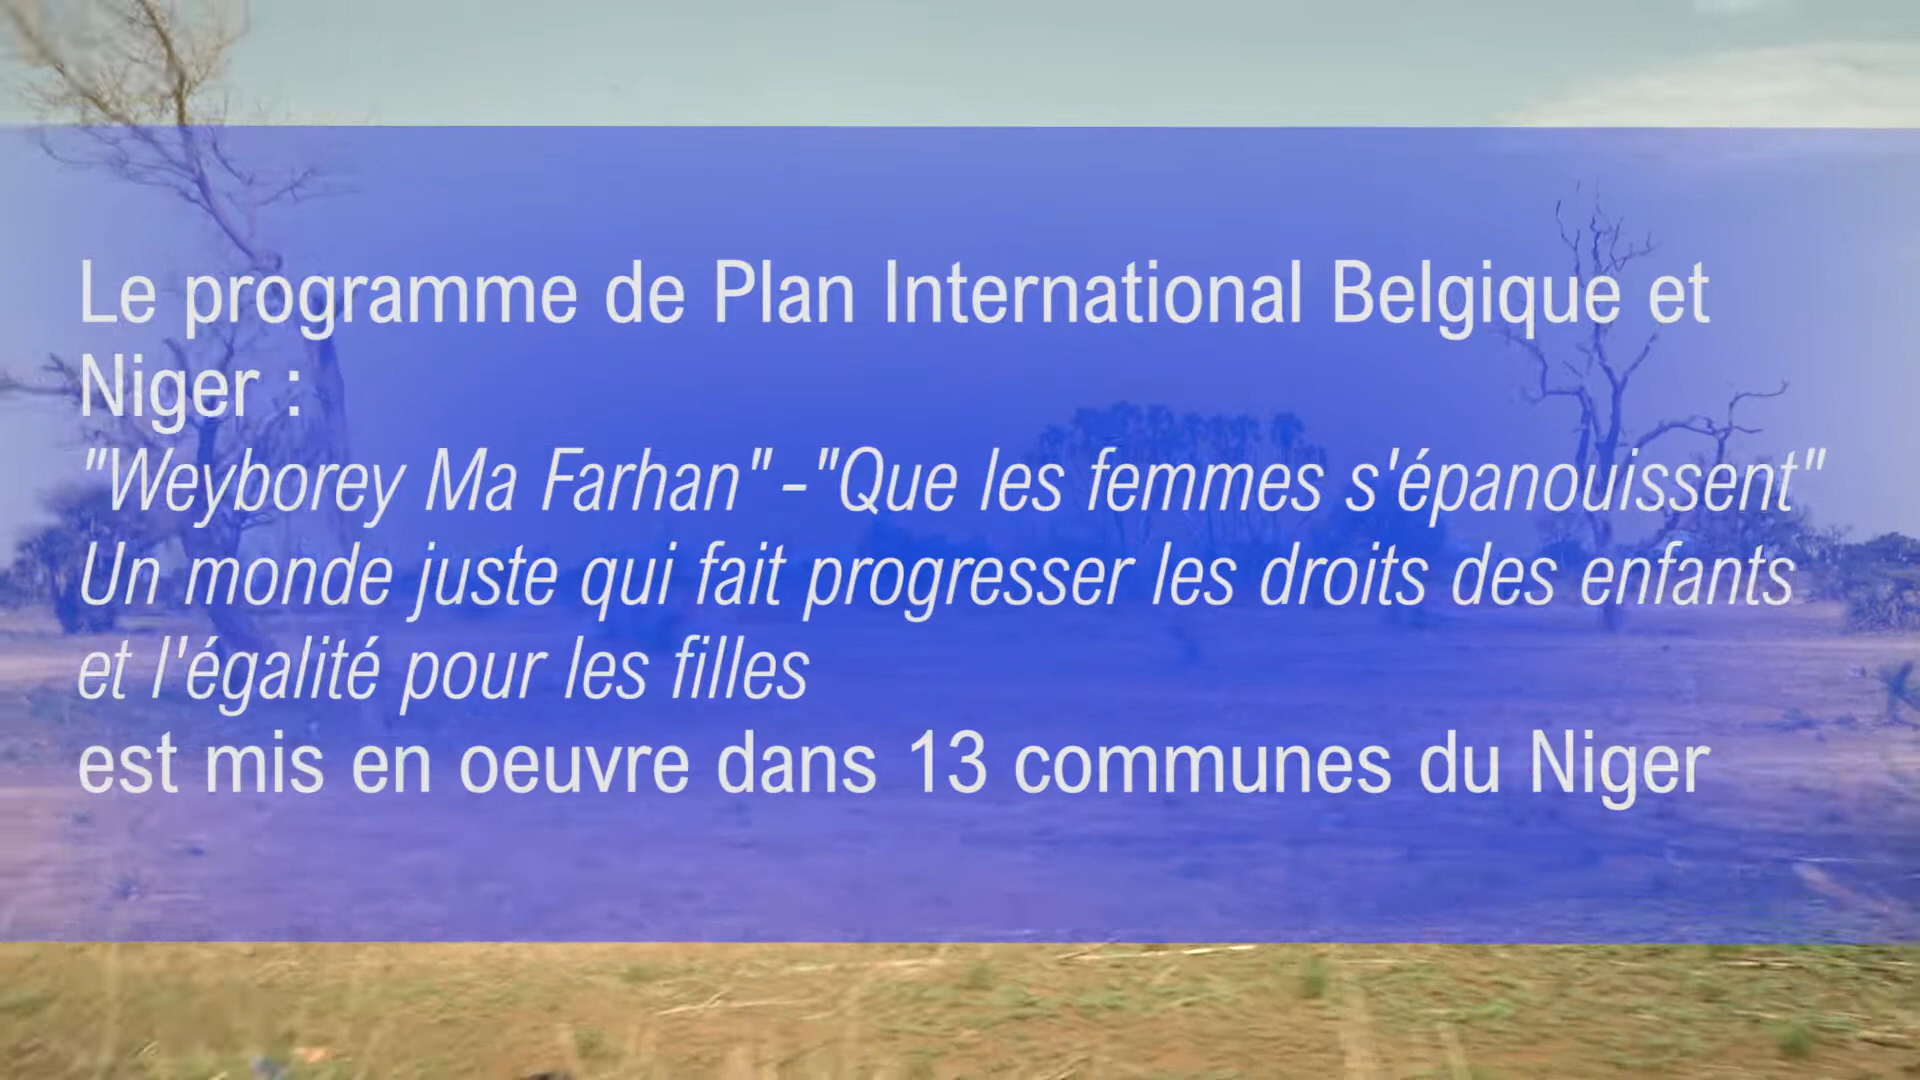 Le programme de Plan International Belgique et
Niger :
"Weyborey Ma Farhan" -"Que les femmes s'épanouissent"
Un monde juste qui fait progresser les droits des enfants
et l'égalité pour les filles
est mis en oeuvre dans 13 communes du Niger